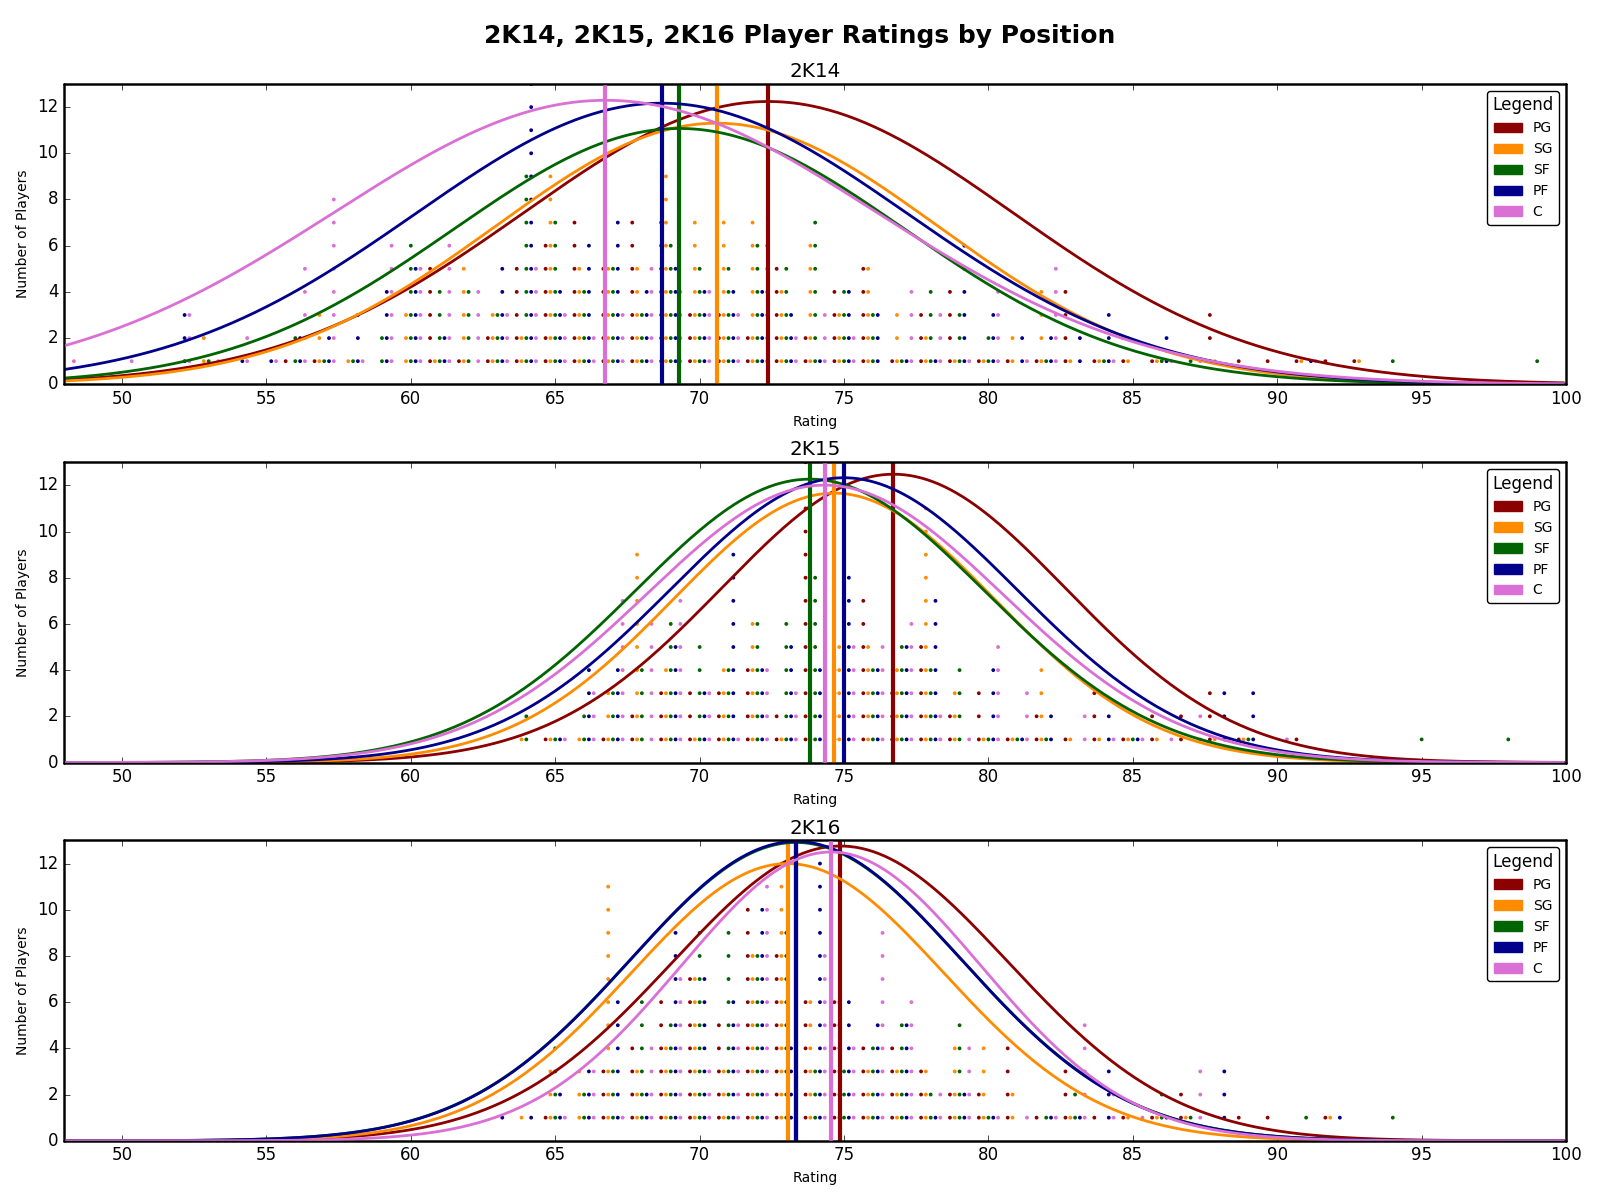 2K14, 2K15, 2K16 Player Ratings by Position
2K14
Number of Players
12
10
8
6
4
2
0
50 55 60 65 70 75 80 85 90 95 100
Rating
Legend
PG
SG
SF
PF
C
2K15
Number of Players
12
10
8
6
4
2
0
50 55 60 65 70 75 80 85 90 95 100
Rating
Legend
PG
SG
SF
PF
C
2K16
Number of Players
12
10
8
6
4
2
0
50 55 60 65 70 75 80 85 90 95 100
Rating
Legend
PG
SG
SF
PF
C